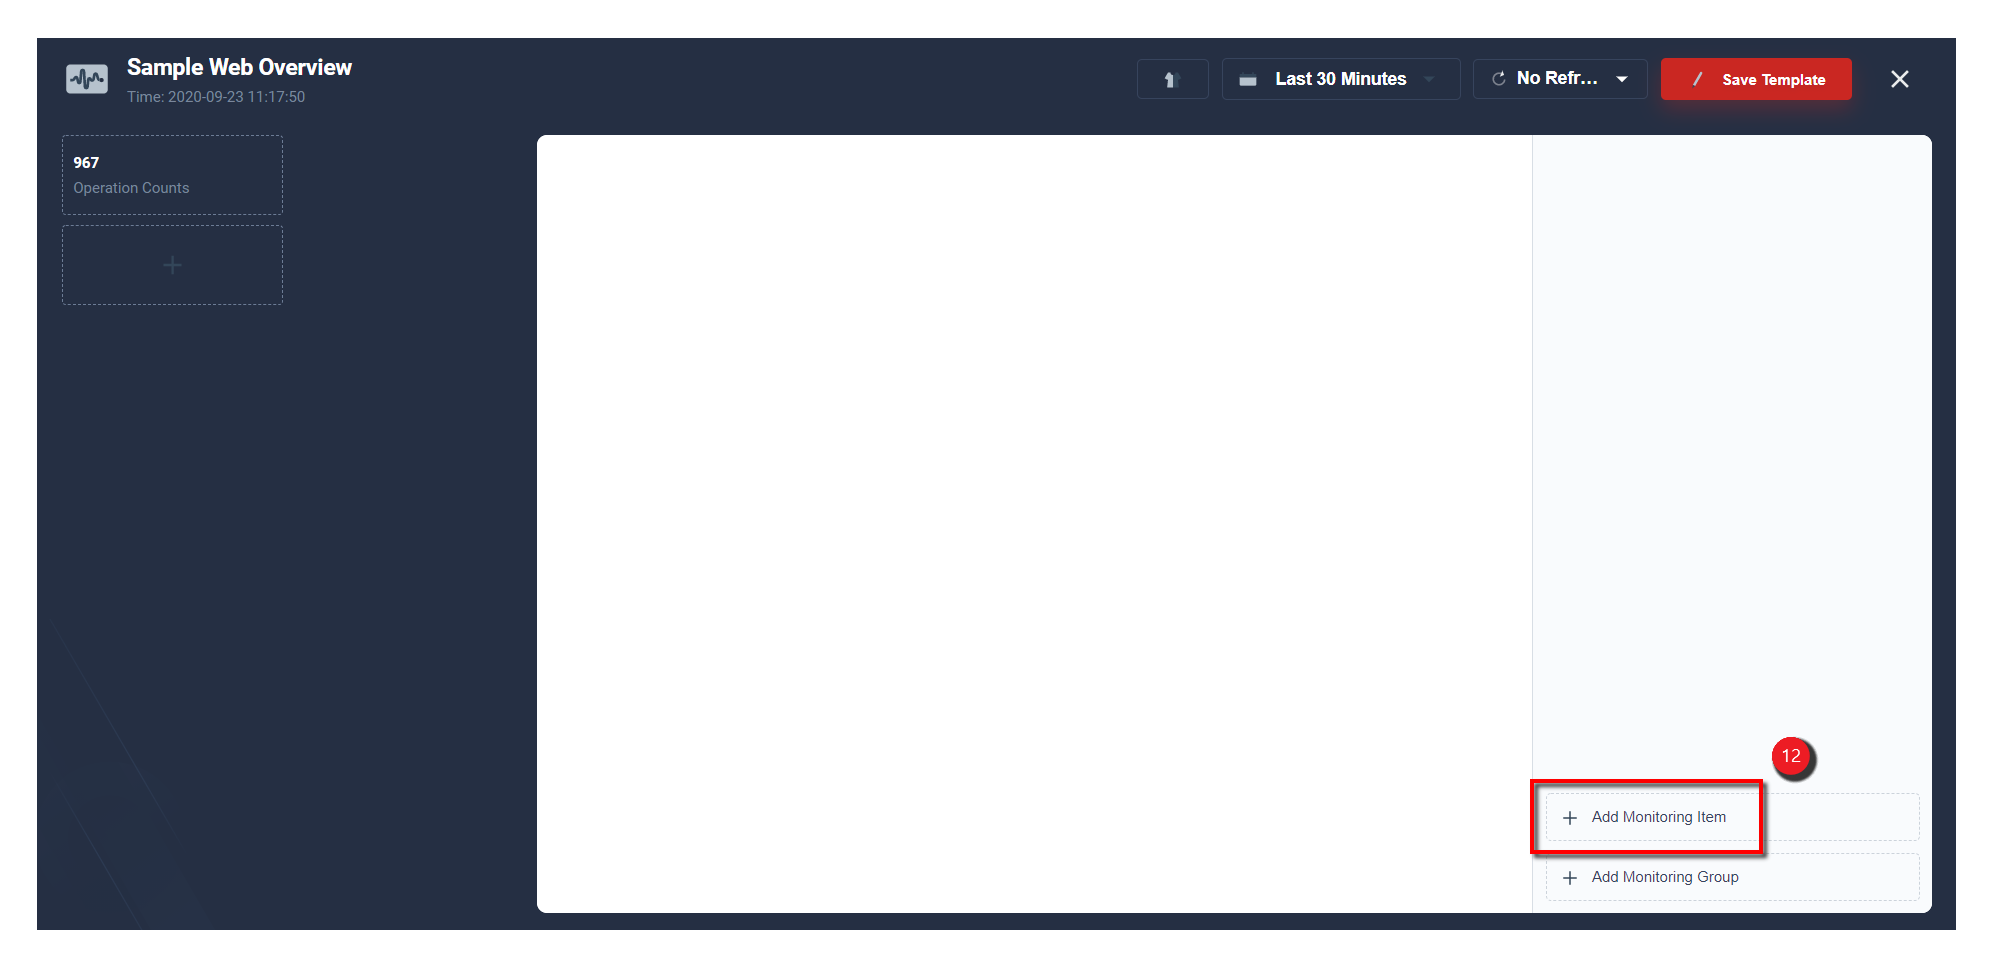 Sample Web Overview
Time: 2020-09-23 11:17:50
Last 30 Minutes
No Refr...
Save Template
967
Operation Counts
12
Add Monitoring Item
Add Monitoring Group